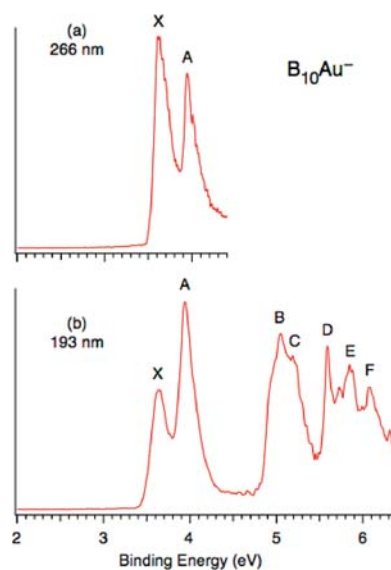 X
(a)
266 nm
A
B₁₀Au⁻
A
(b)
193 nm
X
B
C
D
E
F
2 3 4 5 6
Binding Energy (eV)